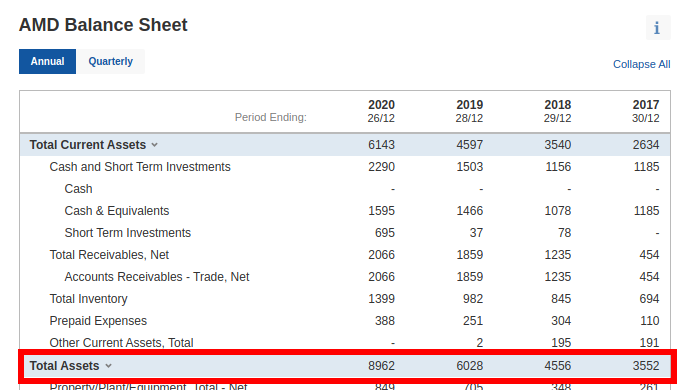 AMD Balance Sheet
i
Annual Quarterly
Collapse All
Period Ending: 2020 26/12 2019 28/12 2018 29/12 2017 30/12
Total Current Assets 6143 4597 3540 2634
Cash and Short Term Investments 2290 1503 1156 1185
Cash - - - -
Cash & Equivalents 1595 1466 1078 1185
Short Term Investments 695 37 78 -
Total Receivables, Net 2066 1859 1235 454
Accounts Receivables - Trade, Net 2066 1859 1235 454
Total Inventory 1399 982 845 694
Prepaid Expenses 388 251 304 110
Other Current Assets, Total - 2 195 191
Total Assets 8962 6028 4556 3552
Property/Plant/Equipment, Total - Net 849 705 348 261